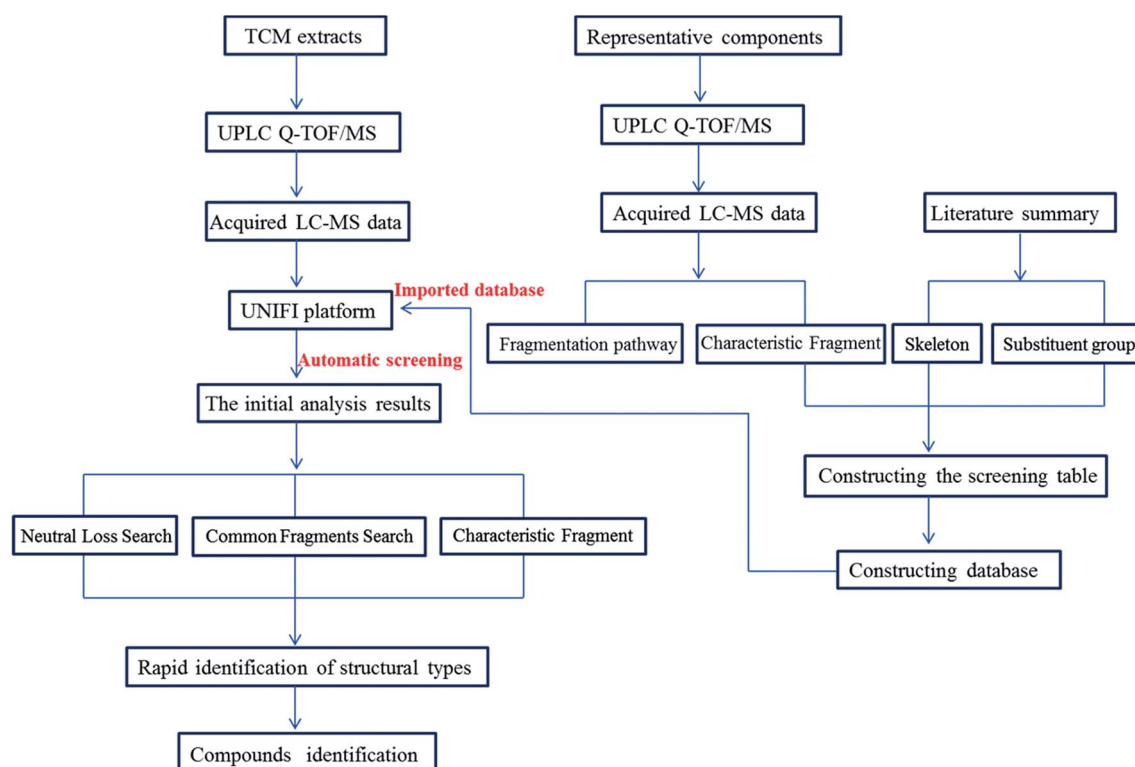 TCM extracts
UPLC Q-TOF/MS
Acquired LC-MS data
UNIFI platform
Imported database
Automatic screening
The initial analysis results
Neutral Loss Search
Common Fragments Search
Characteristic Fragment
Rapid identification of structural types
Compounds identification
Representative components
UPLC Q-TOF/MS
Acquired LC-MS data
Literature summary
Fragmentation pathway
Characteristic Fragment
Skeleton
Substituent group
Constructing the screening table
Constructing database